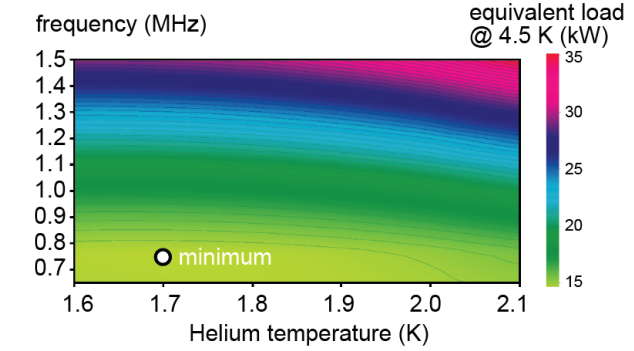 frequency (MHz)
equivalent load
@ 4.5 K (kW)
1.5
1.4
1.3
1.2
1.1
1.0
0.9
0.8
0.7
35
30
25
20
15
minimum
1.6 1.7 1.8 1.9 2.0 2.1
Helium temperature (K)